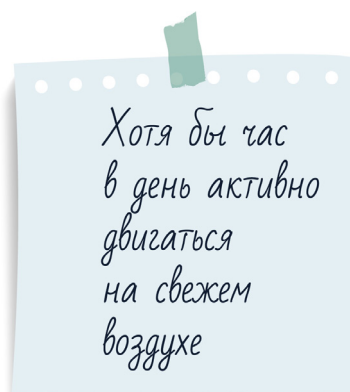 Хотя бы час
в день активно
двигаться
на свежем
воздухе